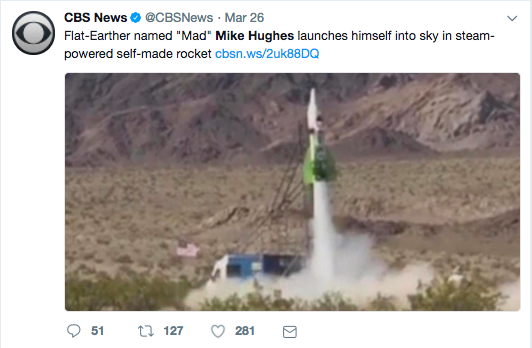 CBS News @CBSNews · Mar 26
Flat-Earther named "Mad" Mike Hughes launches himself into sky in steam-
powered self-made rocket cbsn.ws/2uk88DQ
51 127 281